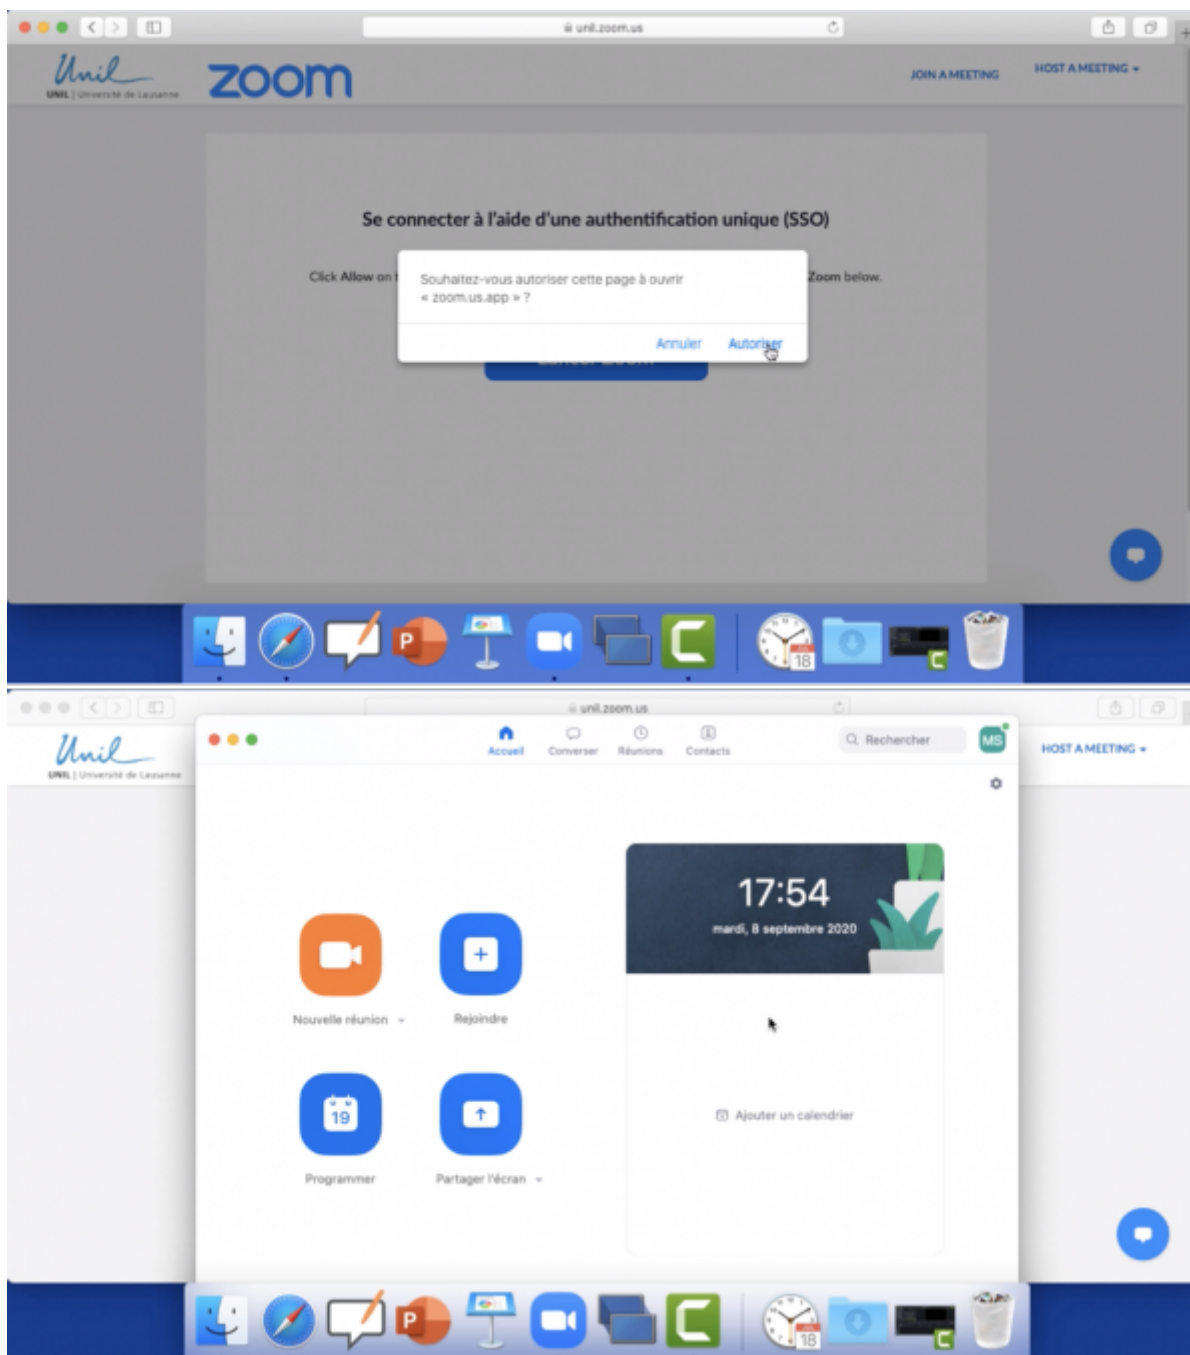 unil.zoom.us
Unil
UNIL | Université de Lausanne
zoom
JOIN A MEETING
HOST A MEETING
Se connecter à l'aide d'une authentification unique (SSO)
Click Allow on
Zoom below.
Souhaitez-vous autoriser cette page à ouvrir
« zoom.us.app » ?
Annuler
Autoriser
P
18
unil.zoom.us
Unil
UNIL | Université de Lausanne
Accueil
Converser
Réunions
Contacts
Rechercher
MS
HOST A MEETING
17:54
mardi, 8 septembre 2020
Nouvelle réunion
Rejoindre
19
Programmer
Partager l'écran
Ajouter un calendrier
P
18